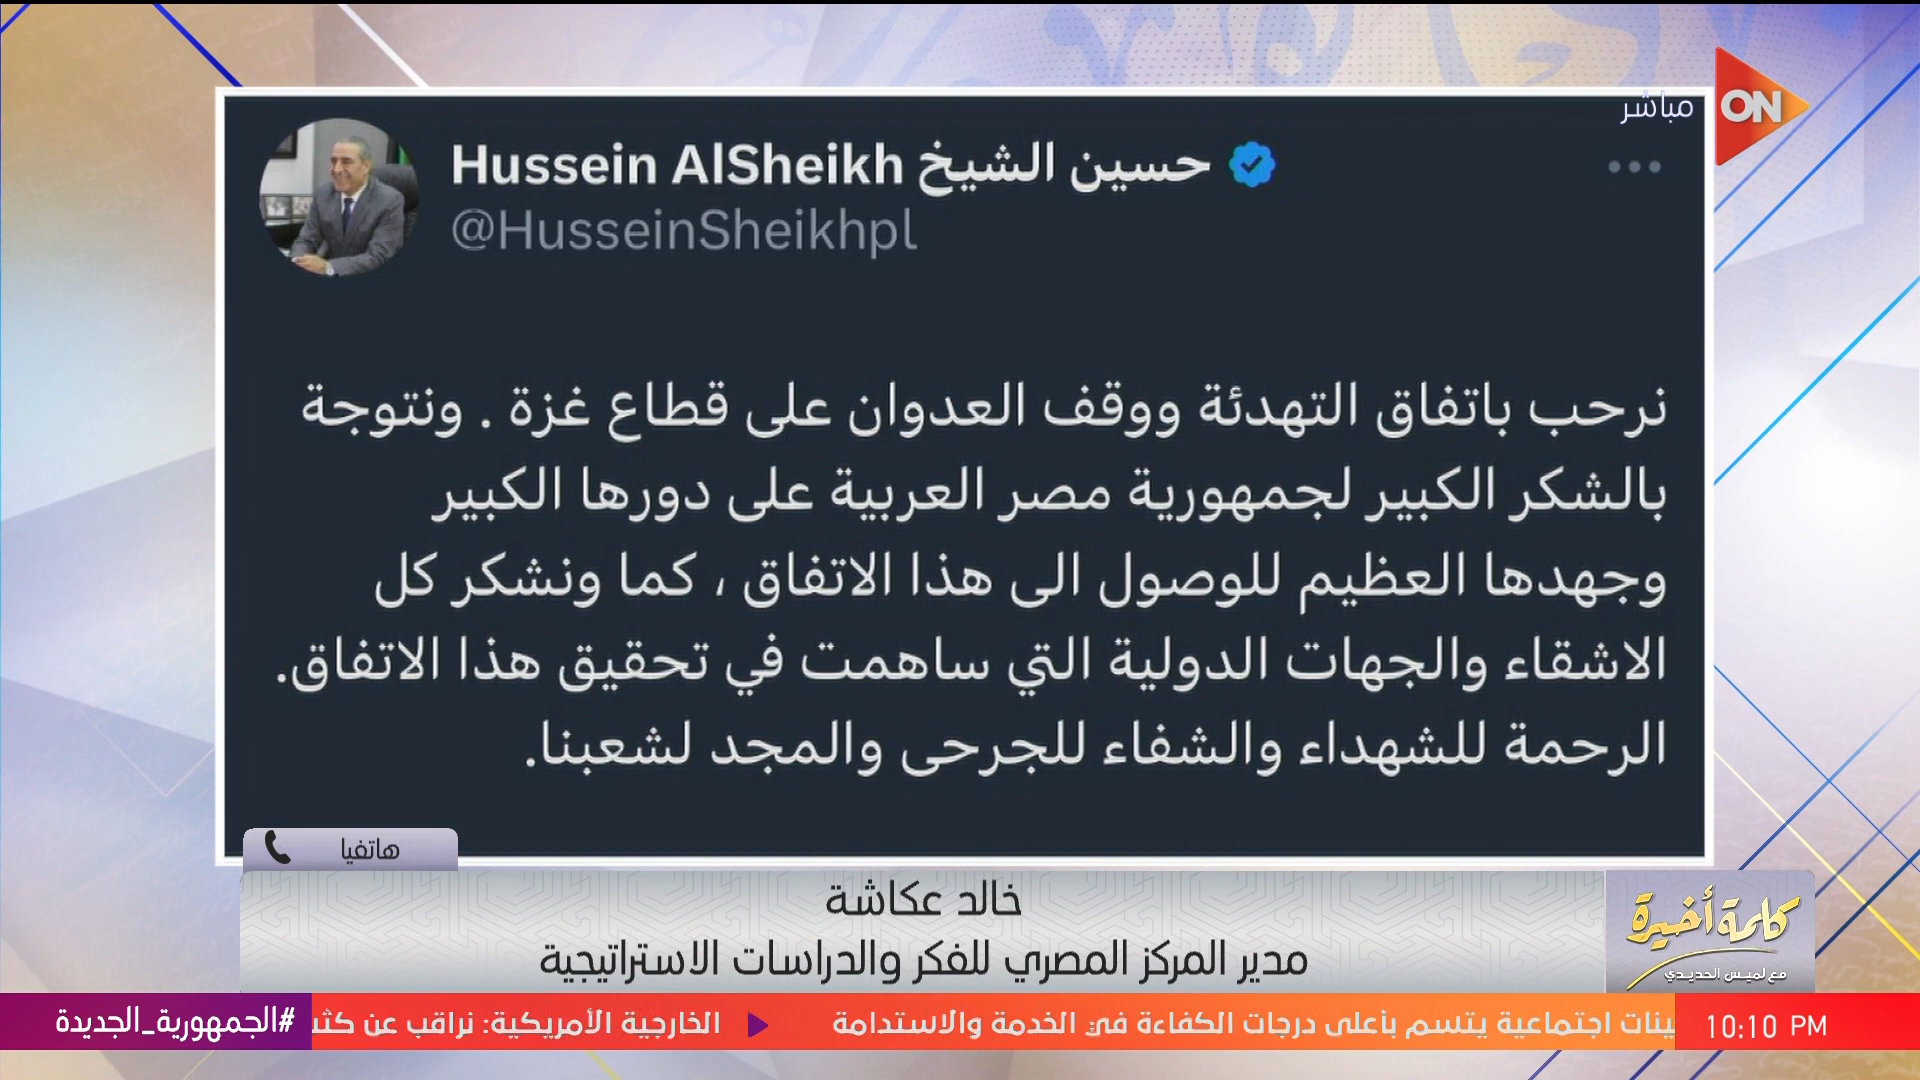 مباشر
ON
Hussein AlSheikh حسين الشيخ
@HusseinSheikhpl
نرحب باتفاق التهدئة ووقف العدوان على قطاع غزة . ونتوجة
بالشكر الكبير لجمهورية مصر العربية على دورها الكبير
وجهدها العظيم للوصول الى هذا الاتفاق ، كما ونشكر كل
الاشقاء والجهات الدولية التي ساهمت في تحقيق هذا الاتفاق.
الرحمة للشهداء والشفاء للجرحى والمجد لشعبنا.
هاتفيا
خالد عكاشة
مدير المركز المصري للفكر والدراسات الاستراتيجية
كلمة أخيرة
مع لميس الحديدي
10:10 PM
اجتماعية يتسم بأعلى درجات الكفاءة في الخدمة والاستدامة
الخارجية الأمريكية: نراقب عن
#الجمهورية_الجديدة